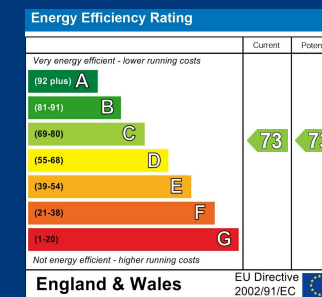 Energy Efficiency Rating
Current
Very energy efficient - lower running costs
(92 plus) A
(81-91) B
(69-80) C
73
(55-68) D
(39-54) E
(21-38) F
(1-20) G
Not energy efficient - higher running costs
England & Wales
EU Directive
2002/91/EC